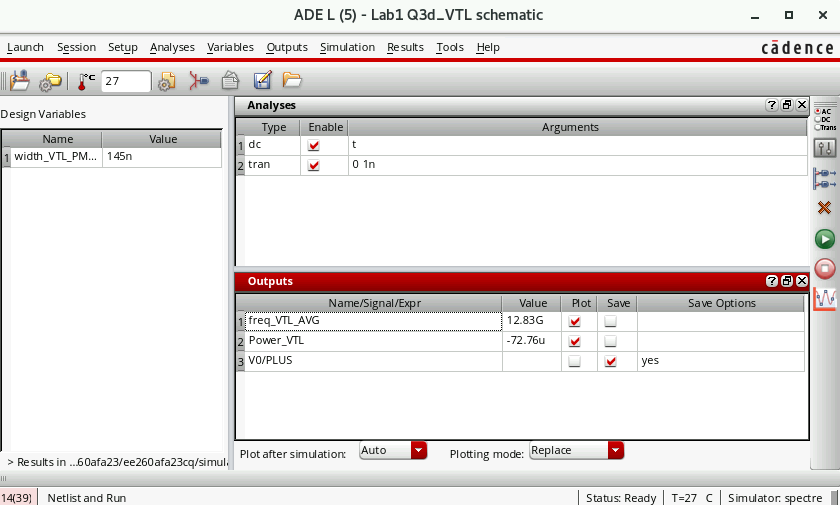 ADE L (5) - Lab1 Q3d_VTL schematic
Launch Session Setup Analyses Variables Outputs Simulation Results Tools Help
cādence
°C 27
Design Variables
Name Value
1 width_VTL_PM... 145n
Analyses
Type Enable Arguments
1 dc t
2 tran 0 1n
AC
DC
Trans
Outputs
Name/Signal/Expr Value Plot Save Save Options
1 freq_VTL_AVG 12.83G
2 Power_VTL -72.76u
3 V0/PLUS yes
> Results in ...60afa23/ee260afa23cq/simula
Plot after simulation: Auto Plotting mode: Replace
14(39) Netlist and Run Status: Ready T=27 C Simulator: spectre